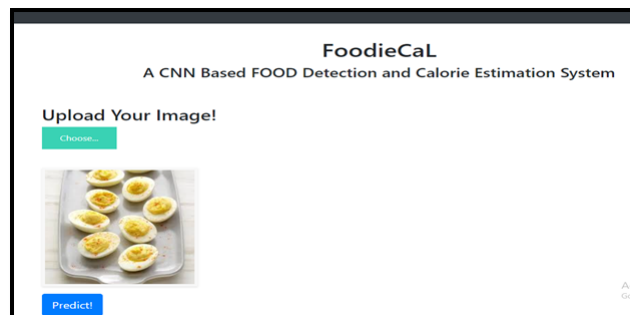 FoodieCaL
A CNN Based FOOD Detection and Calorie Estimation System
Upload Your Image!
Choose...
Predict!